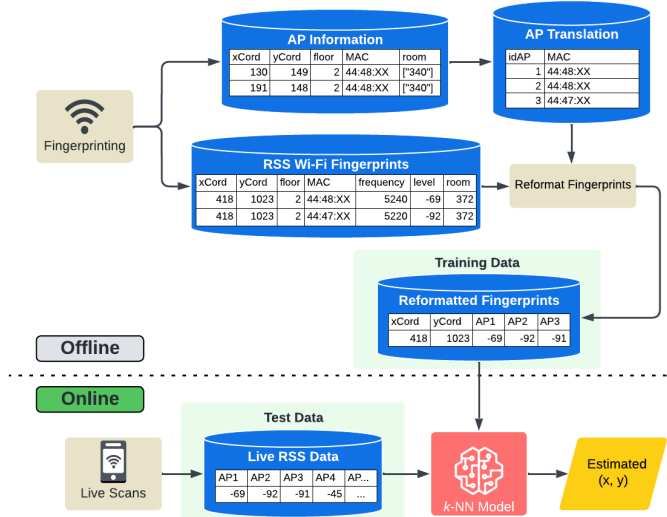 AP Information
xCord yCord floor MAC room
130 149 2 44:48:XX ["340"]
191 148 2 44:48:XX ["340"]
AP Translation
idAP MAC
1 44:48:XX
2 44:48:XX
3 44:47:XX
Fingerprinting
RSS Wi-Fi Fingerprints
xCord yCord floor MAC frequency level room
418 1023 2 44:48:XX 5240 -69 372
418 1023 2 44:47:XX 5220 -92 372
Reformat Fingerprints
Training Data
Reformatted Fingerprints
xCord yCord AP1 AP2 AP3
418 1023 -69 -92 -91
Offline
Online
Test Data
Live RSS Data
AP1 AP2 AP3 AP4 AP...
-69 -92 -91 -45 ...
Live Scans
k-NN Model
Estimated
(x, y)